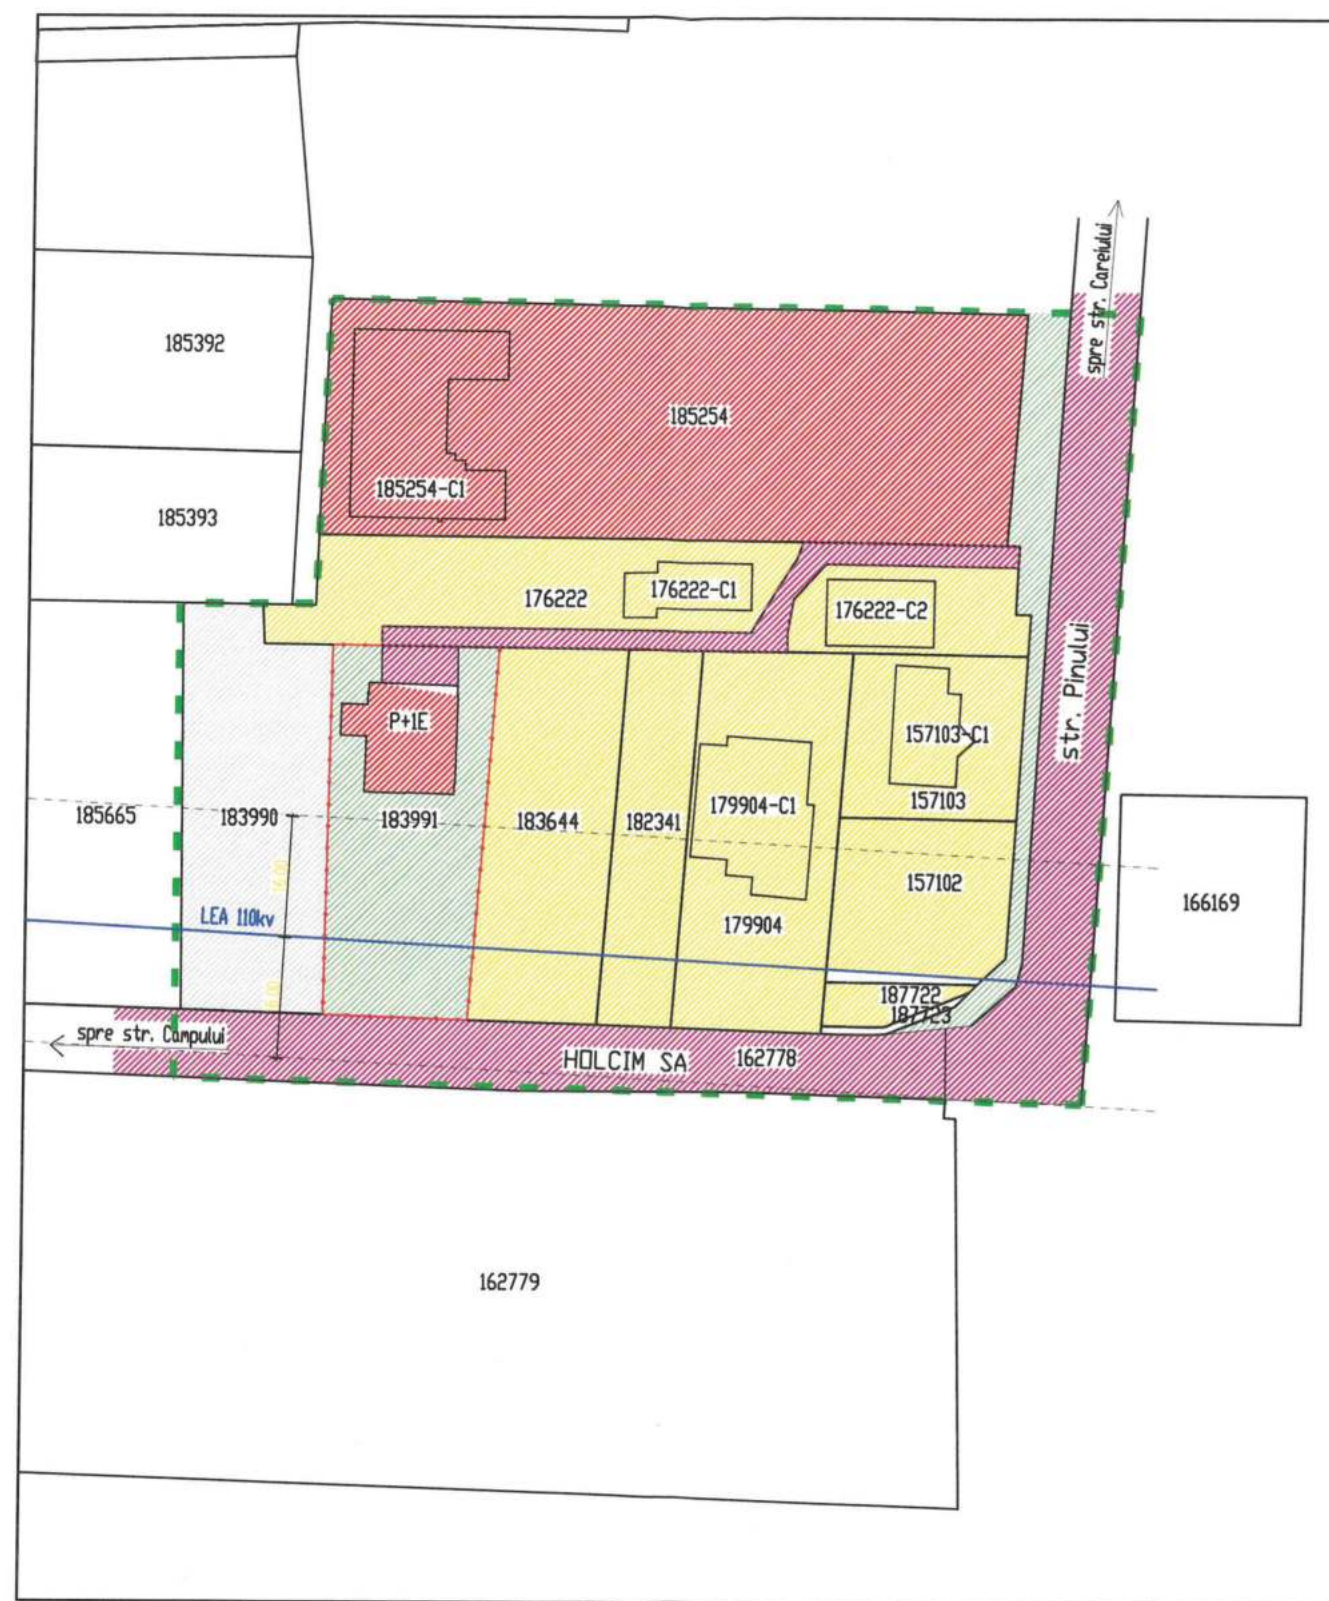 spre str. Careiului
185392
185254
185254-C1
185393
176222
176222-C1
176222-C2
str. Pinului
P+1E
157103-C1
157103
185665
183990
183991
183644
182341
179904-C1
157102
166169
LEA 110kv
179904
187722
187723
spre str. Campului
HOLCIM SA
162778
162779